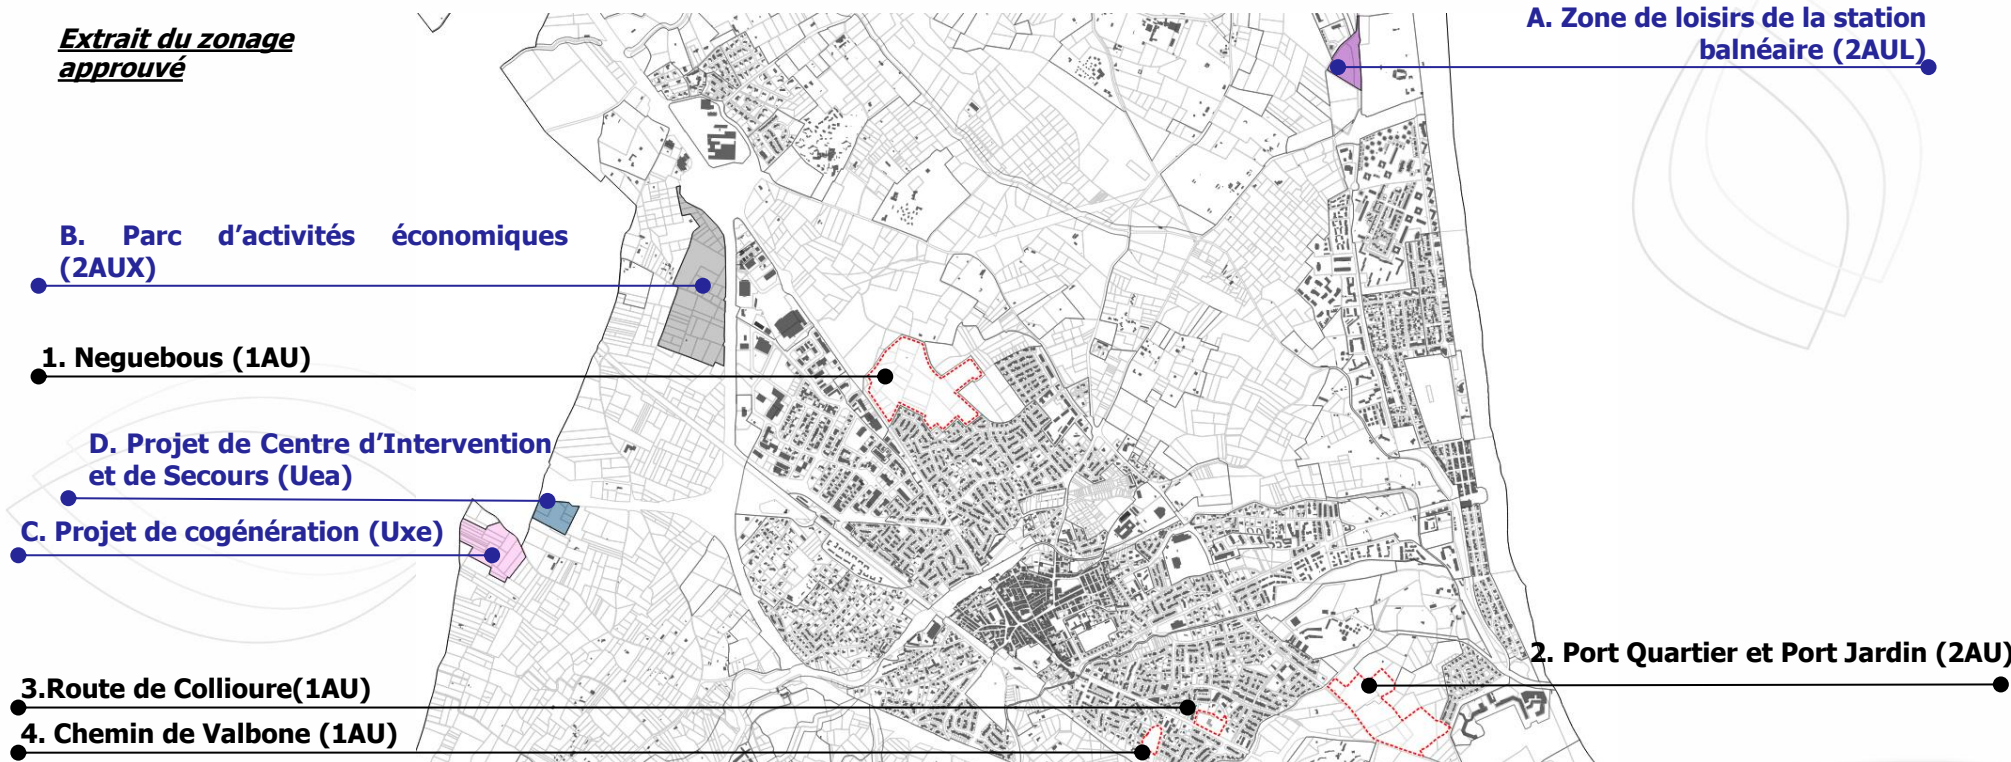 Extrait du zonage
approuvé
A. Zone de loisirs de la station
balnéaire (2AUL)
B. Parc d’activités économiques
(2AUX)
1. Neguebous (1AU)
D. Projet de Centre d’Intervention
et de Secours (Uea)
C. Projet de cogénération (Uxe)
2. Port Quartier et Port Jardin (2AU)
3.Route de Collioure(1AU)
4. Chemin de Valbone (1AU)